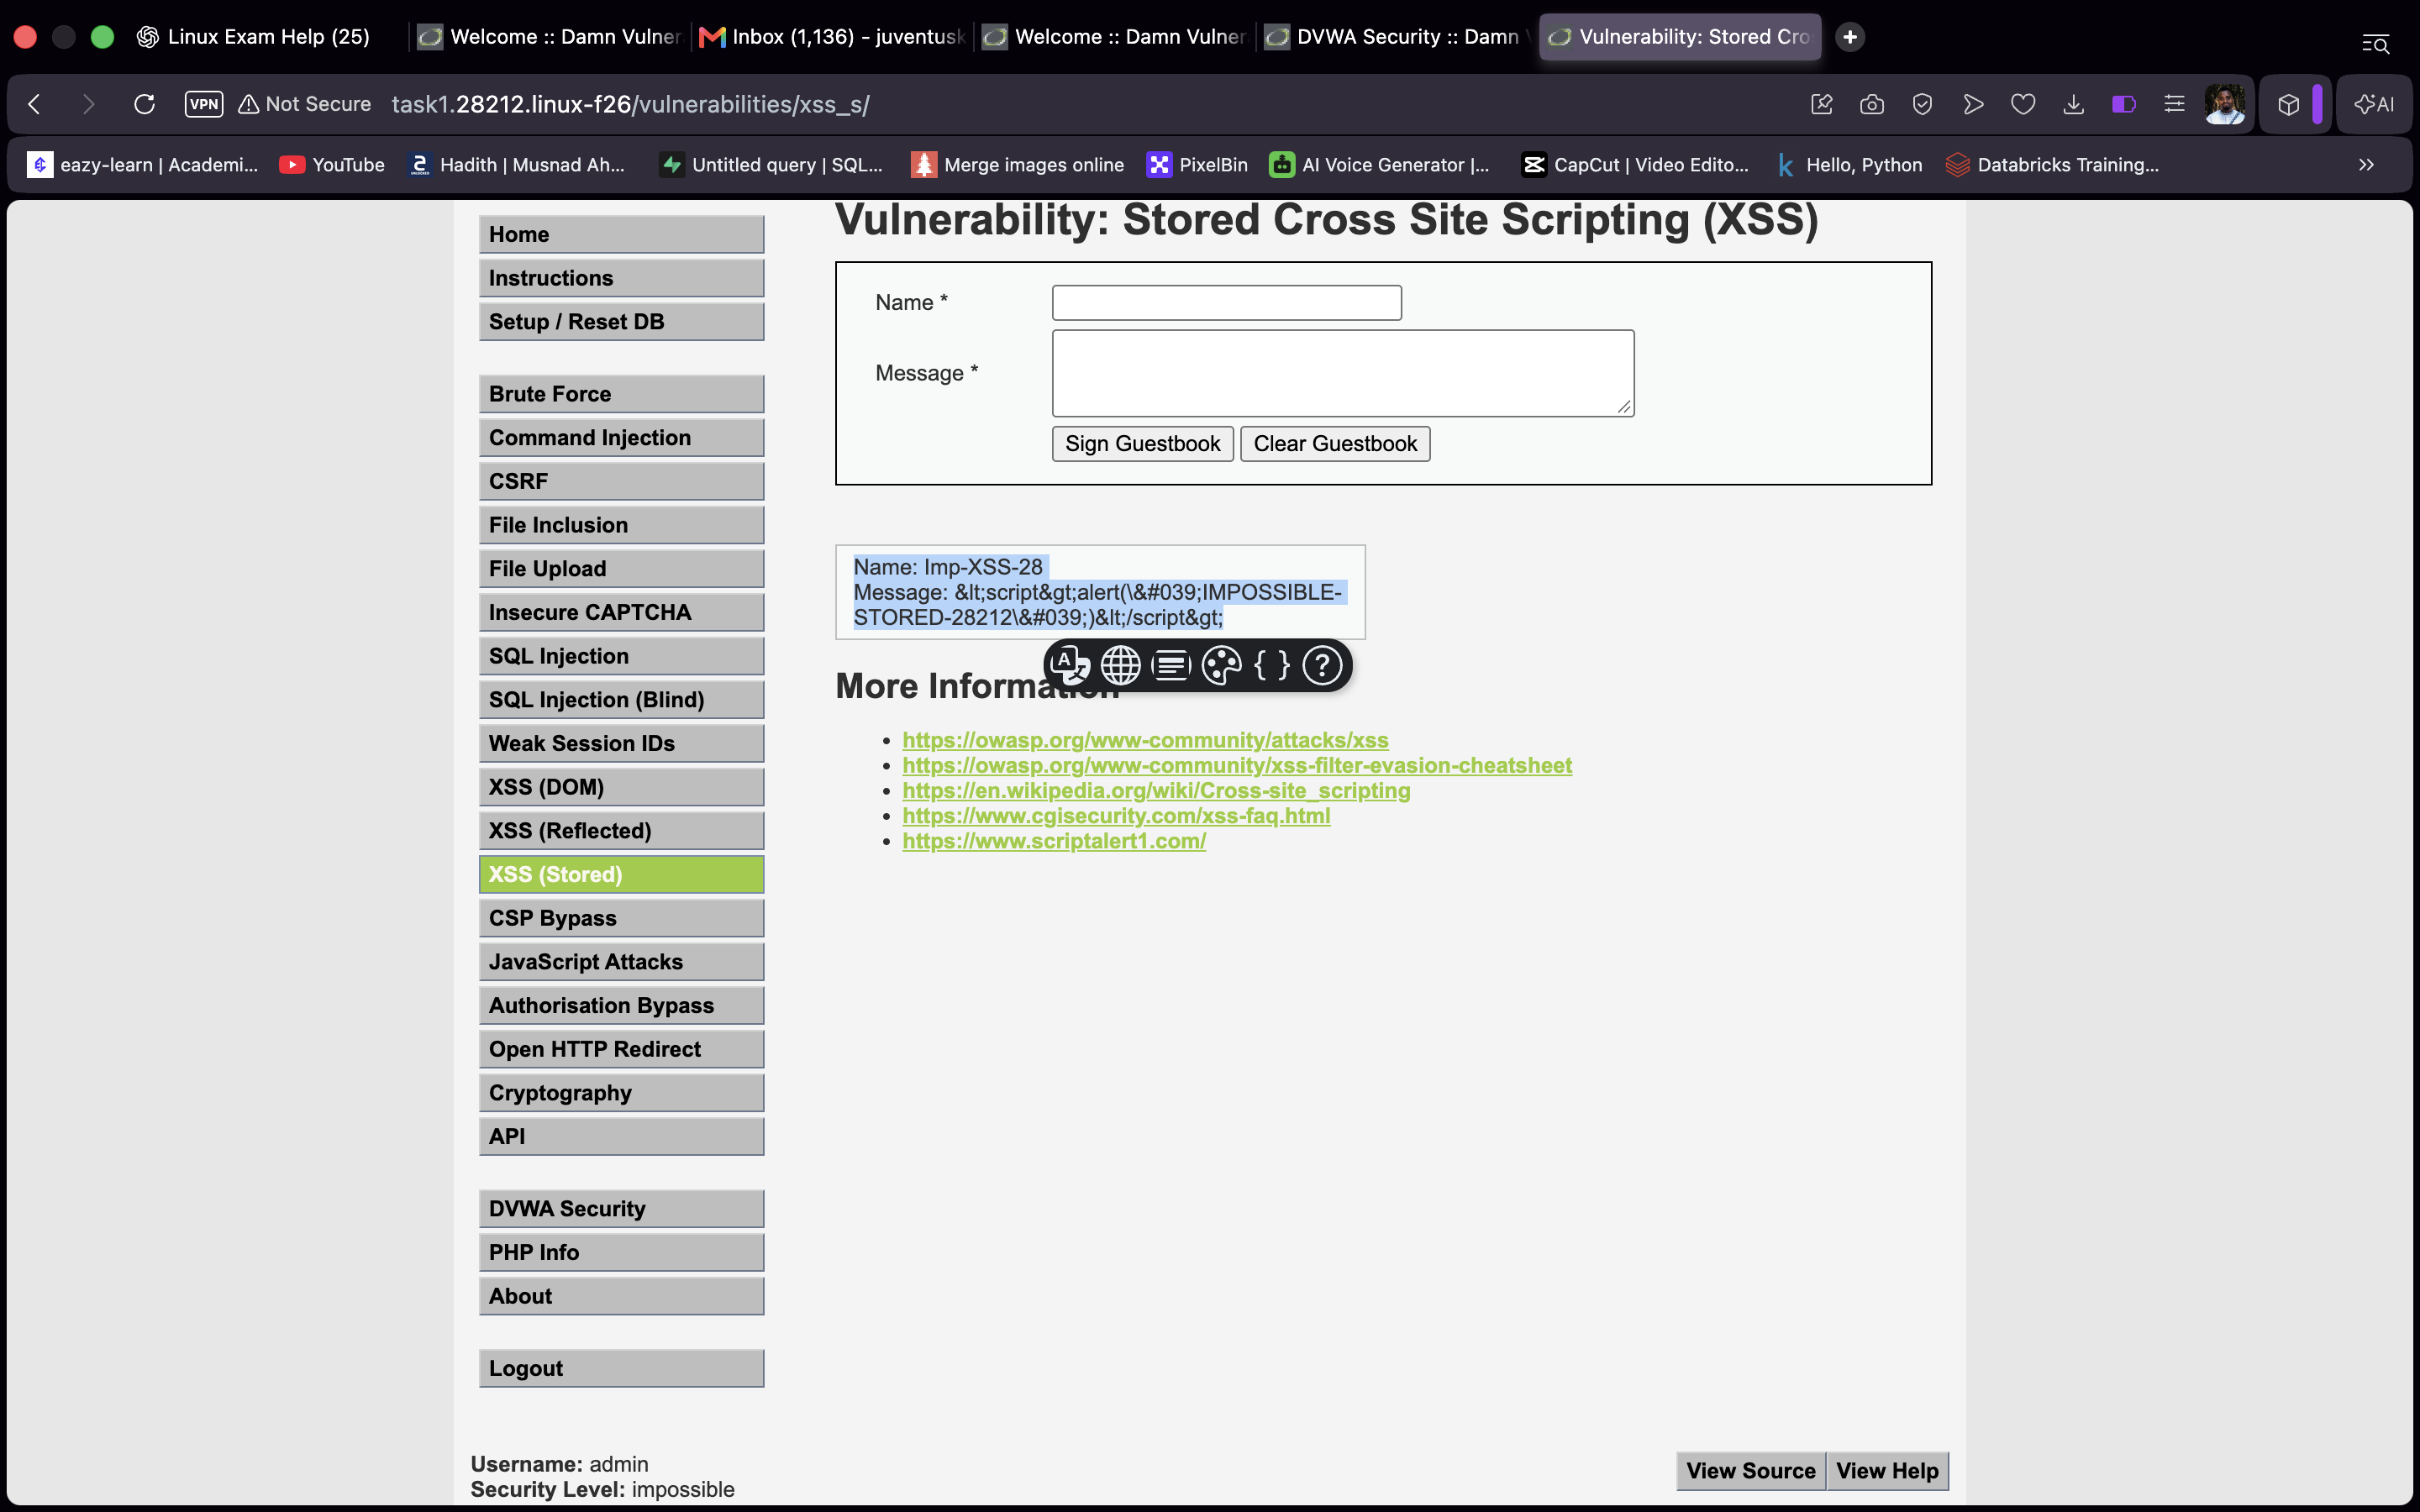 Linux Exam Help (25)
Welcome :: Damn Vulner
Inbox (1,136) - juventusk
Welcome :: Damn Vulner
DVWA Security :: Damn V
Vulnerability: Stored Cro
VPN
Not Secure
task1.28212.linux-f26/vulnerabilities/xss_s/
AI
eazy-learn | Academi...
YouTube
Hadith | Musnad Ah...
Untitled query | SQL...
Merge images online
PixelBin
AI Voice Generator |...
CapCut | Video Edito...
Hello, Python
Databricks Training...
Home
Instructions
Setup / Reset DB
Brute Force
Command Injection
CSRF
File Inclusion
File Upload
Insecure CAPTCHA
SQL Injection
SQL Injection (Blind)
Weak Session IDs
XSS (DOM)
XSS (Reflected)
XSS (Stored)
CSP Bypass
JavaScript Attacks
Authorisation Bypass
Open HTTP Redirect
Cryptography
API
DVWA Security
PHP Info
About
Logout
Vulnerability: Stored Cross Site Scripting (XSS)
Name *
Message *
Sign Guestbook
Clear Guestbook
Name: Imp-XSS-28
Message: &lt;script&gt;alert(\&#039;IMPOSSIBLE-
STORED-28212\&#039;)&lt;/script&gt;
More Information
https://owasp.org/www-community/attacks/xss
https://owasp.org/www-community/xss-filter-evasion-cheatsheet
https://en.wikipedia.org/wiki/Cross-site_scripting
https://www.cgisecurity.com/xss-faq.html
https://www.scriptalert1.com/
Username: admin
Security Level: impossible
View Source
View Help